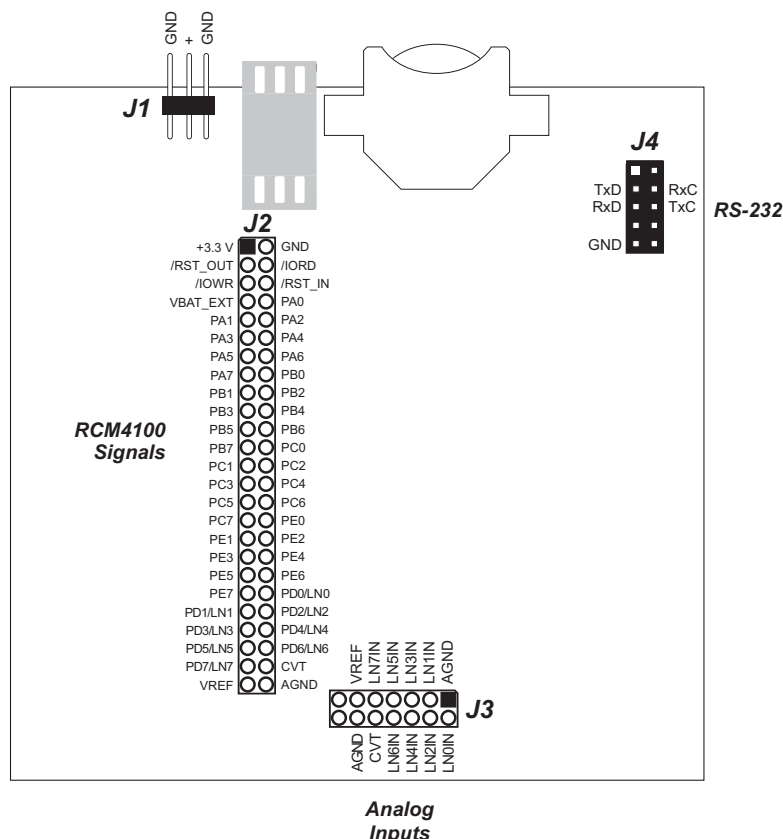 GND
+
GND
J1
J4
TxD RxC
RxD TxC
GND
RS-232
J2
+3.3 V GND
/RST_OUT /IORD
/IOWR /RST_IN
VBAT_EXT PA0
PA1 PA2
PA3 PA4
PA5 PA6
PA7 PB0
PB1 PB2
PB3 PB4
PB5 PB6
PB7 PC0
PC1 PC2
PC3 PC4
PC5 PC6
PC7 PE0
PE1 PE2
PE3 PE4
PE5 PE6
PE7 PD0/LN0
PD1/LN1 PD2/LN2
PD3/LN3 PD4/LN4
PD5/LN5 PD6/LN6
PD7/LN7 CVT
VREF AGND
RCM4100
Signals
VREF
LN7IN
LN5IN
LN3IN
LN1IN
AGND
J3
AGND
CVT
LN6IN
LN4IN
LN2IN
LN0IN
Analog
Inputs